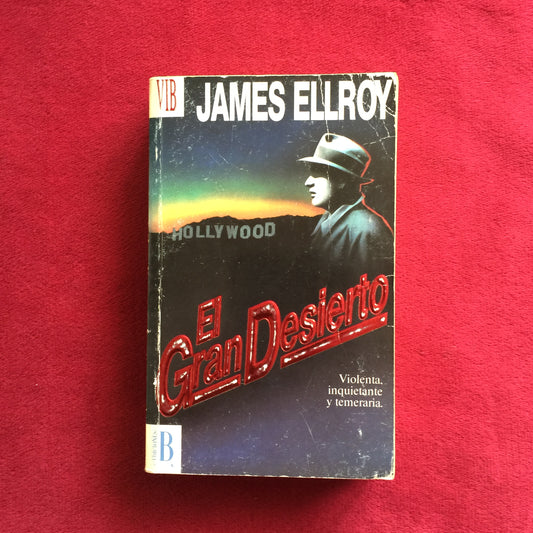 VIB
JAMES ELLROY
HOLLYWOOD
El
Gran Desierto
Violenta,
inquietante
y temeraria.
B